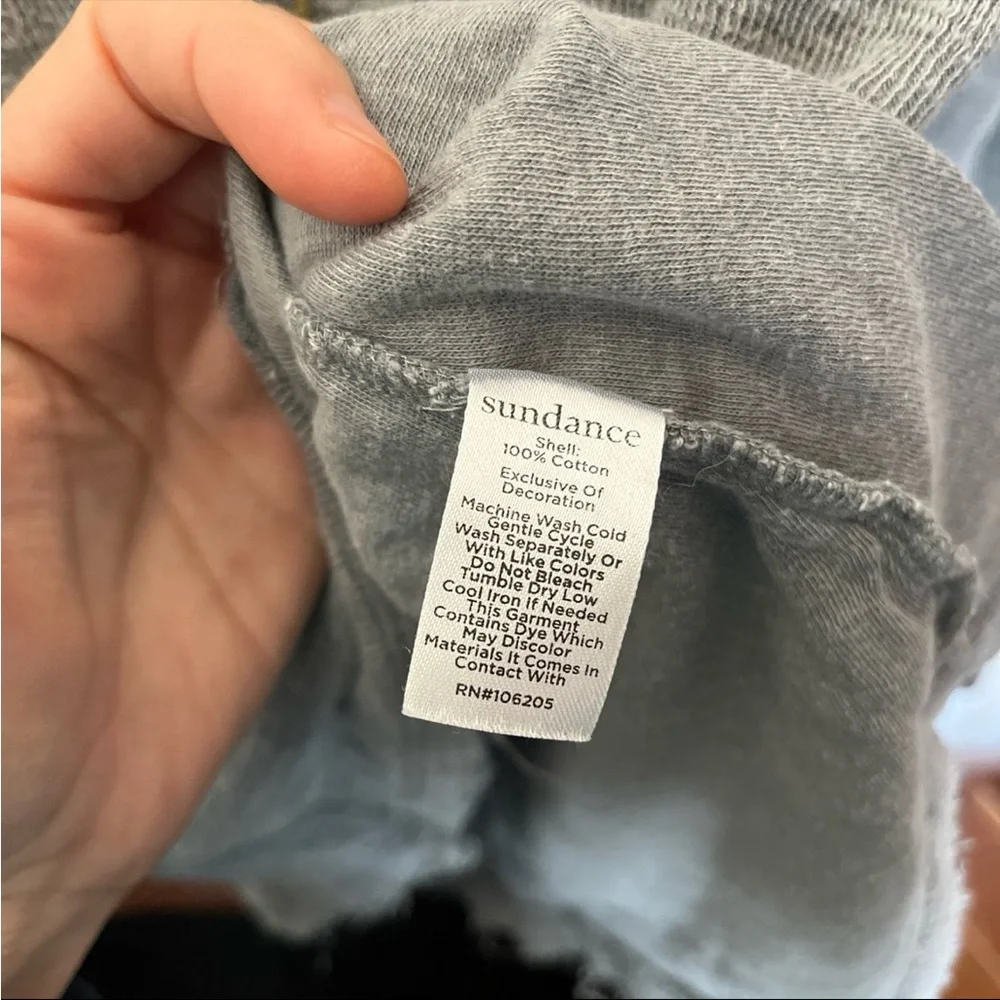 sundance
Shell:
100% Cotton
Exclusive Of
Decoration
Machine Wash Cold
Gentle Cycle
Wash Separately Or
With Like Colors
Do Not Bleach
Tumble Dry Low
Cool Iron if Needed
This Garment
Contains Dye Which
May Discolor
Materials It Comes In
Contact With
RN#106205